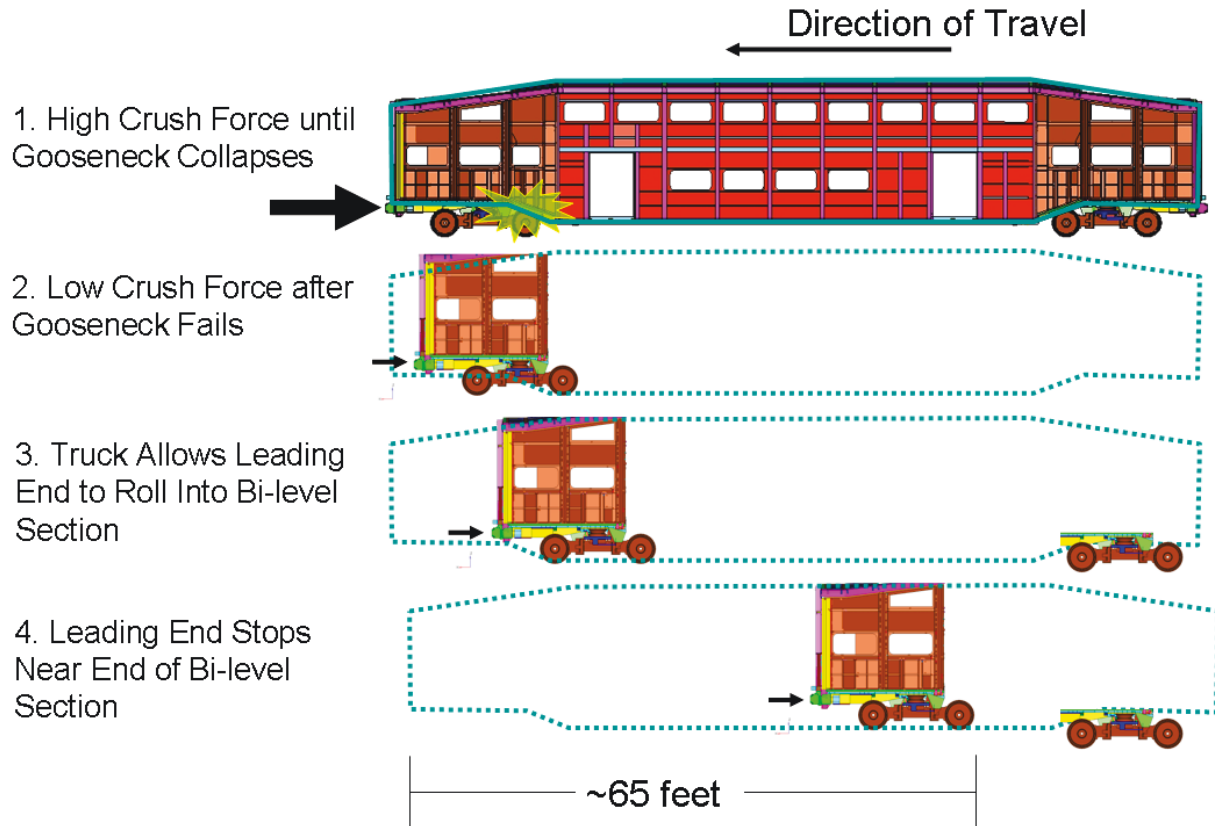 Direction of Travel
1. High Crush Force until
Gooseneck Collapses
2. Low Crush Force after
Gooseneck Fails
3. Truck Allows Leading
End to Roll Into Bi-level
Section
4. Leading End Stops
Near End of Bi-level
Section
~65 feet